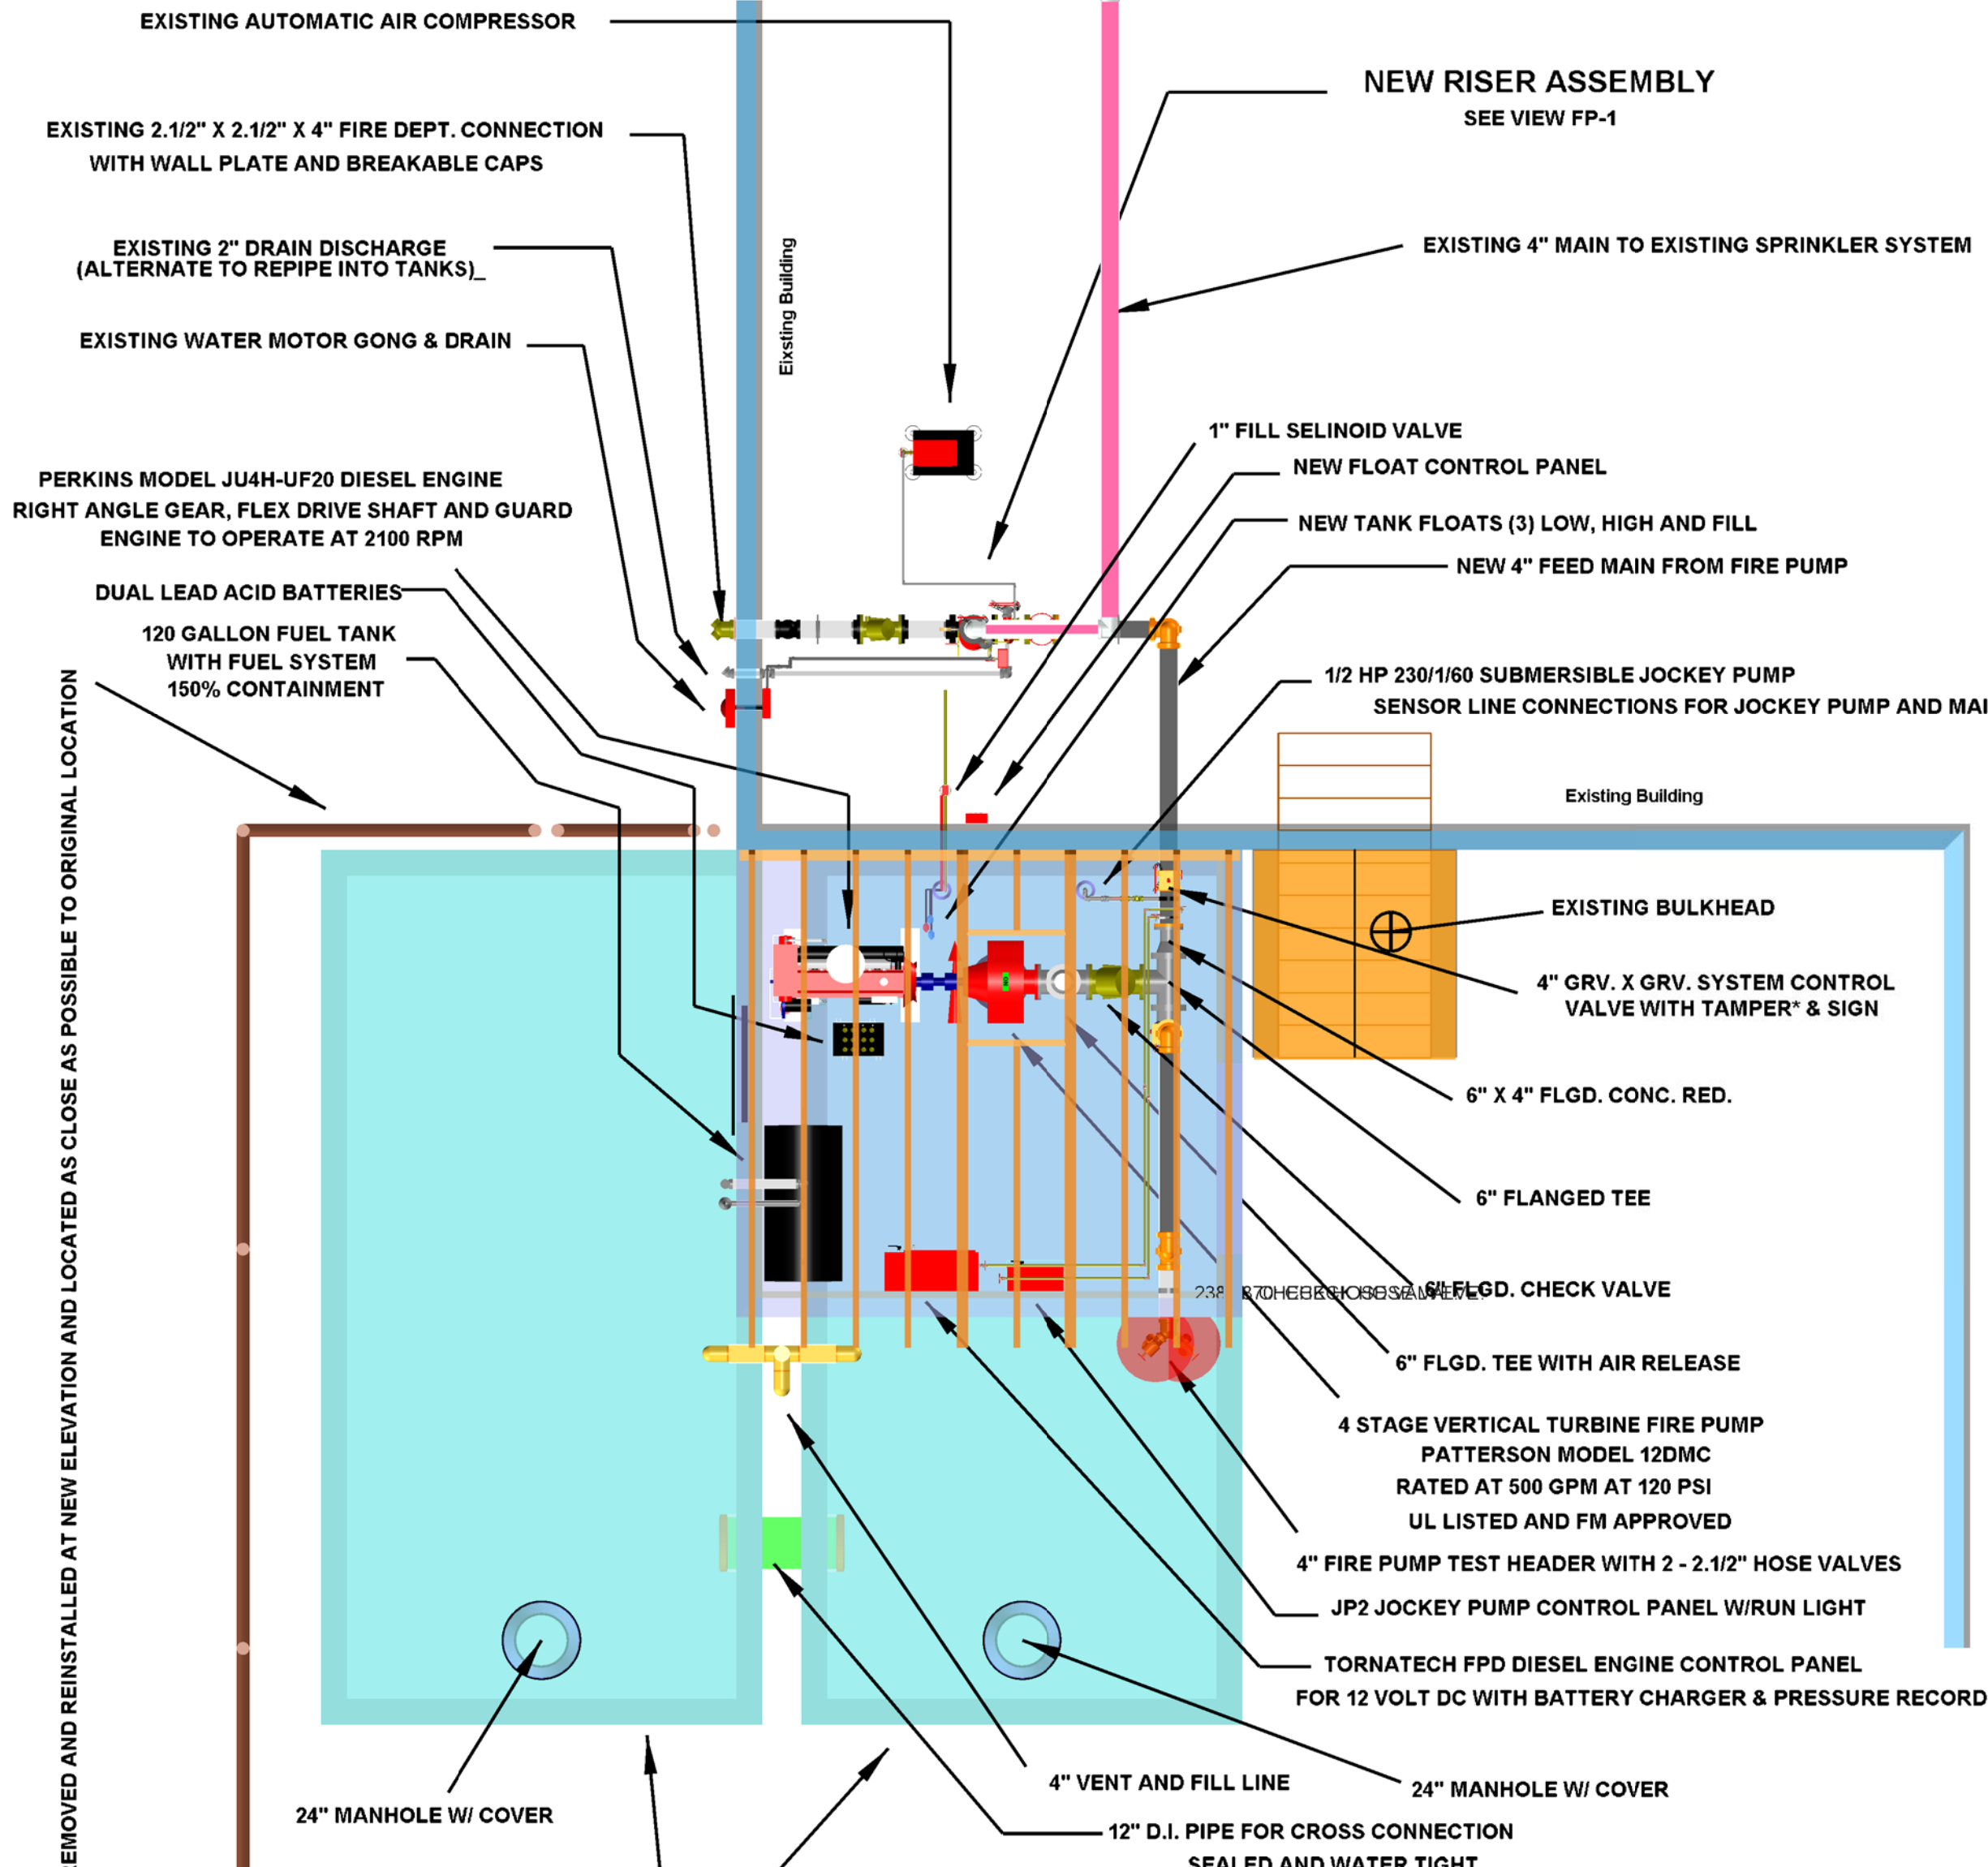 EXISTING AUTOMATIC AIR COMPRESSOR
NEW RISER ASSEMBLY
SEE VIEW FP-1
EXISTING 2.1/2" X 2.1/2" X 4" FIRE DEPT. CONNECTION
WITH WALL PLATE AND BREAKABLE CAPS
EXISTING 2" DRAIN DISCHARGE
(ALTERNATE TO REPIPE INTO TANKS)_
EXISTING 4" MAIN TO EXISTING SPRINKLER SYSTEM
Eixsting Building
EXISTING WATER MOTOR GONG & DRAIN
1" FILL SELINOID VALVE
NEW FLOAT CONTROL PANEL
PERKINS MODEL JU4H-UF20 DIESEL ENGINE
RIGHT ANGLE GEAR, FLEX DRIVE SHAFT AND GUARD
ENGINE TO OPERATE AT 2100 RPM
NEW TANK FLOATS (3) LOW, HIGH AND FILL
NEW 4" FEED MAIN FROM FIRE PUMP
DUAL LEAD ACID BATTERIES
120 GALLON FUEL TANK
WITH FUEL SYSTEM
150% CONTAINMENT
1/2 HP 230/1/60 SUBMERSIBLE JOCKEY PUMP
SENSOR LINE CONNECTIONS FOR JOCKEY PUMP AND MAI
REMOVED AND REINSTALLED AT NEW ELEVATION AND LOCATED AS CLOSE AS POSSIBLE TO ORIGINAL LOCATION
Existing Building
EXISTING BULKHEAD
4" GRV. X GRV. SYSTEM CONTROL
VALVE WITH TAMPER* & SIGN
6" X 4" FLGD. CONC. RED.
6" FLANGED TEE
6" FLGD. CHECK VALVE
6" FLGD. TEE WITH AIR RELEASE
4 STAGE VERTICAL TURBINE FIRE PUMP
PATTERSON MODEL 12DMC
RATED AT 500 GPM AT 120 PSI
UL LISTED AND FM APPROVED
4" FIRE PUMP TEST HEADER WITH 2 - 2.1/2" HOSE VALVES
JP2 JOCKEY PUMP CONTROL PANEL W/RUN LIGHT
TORNATECH FPD DIESEL ENGINE CONTROL PANEL
FOR 12 VOLT DC WITH BATTERY CHARGER & PRESSURE RECORD
4" VENT AND FILL LINE
24" MANHOLE W/ COVER
24" MANHOLE W/ COVER
12" D.I. PIPE FOR CROSS CONNECTION
SEALED AND WATER TIGHT